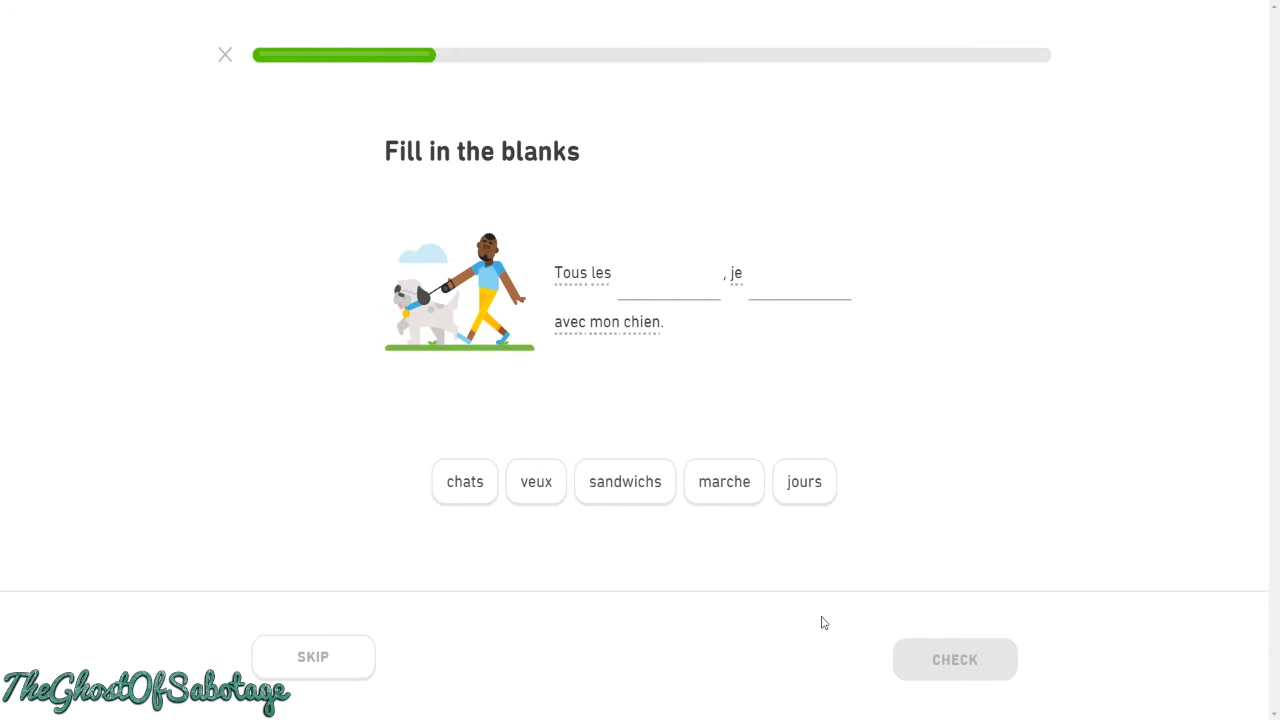 Fill in the blanks
Tous les , je
avec mon chien.
chats veux sandwichs marche jours
SKIP CHECK
TheGhostOfSabotage